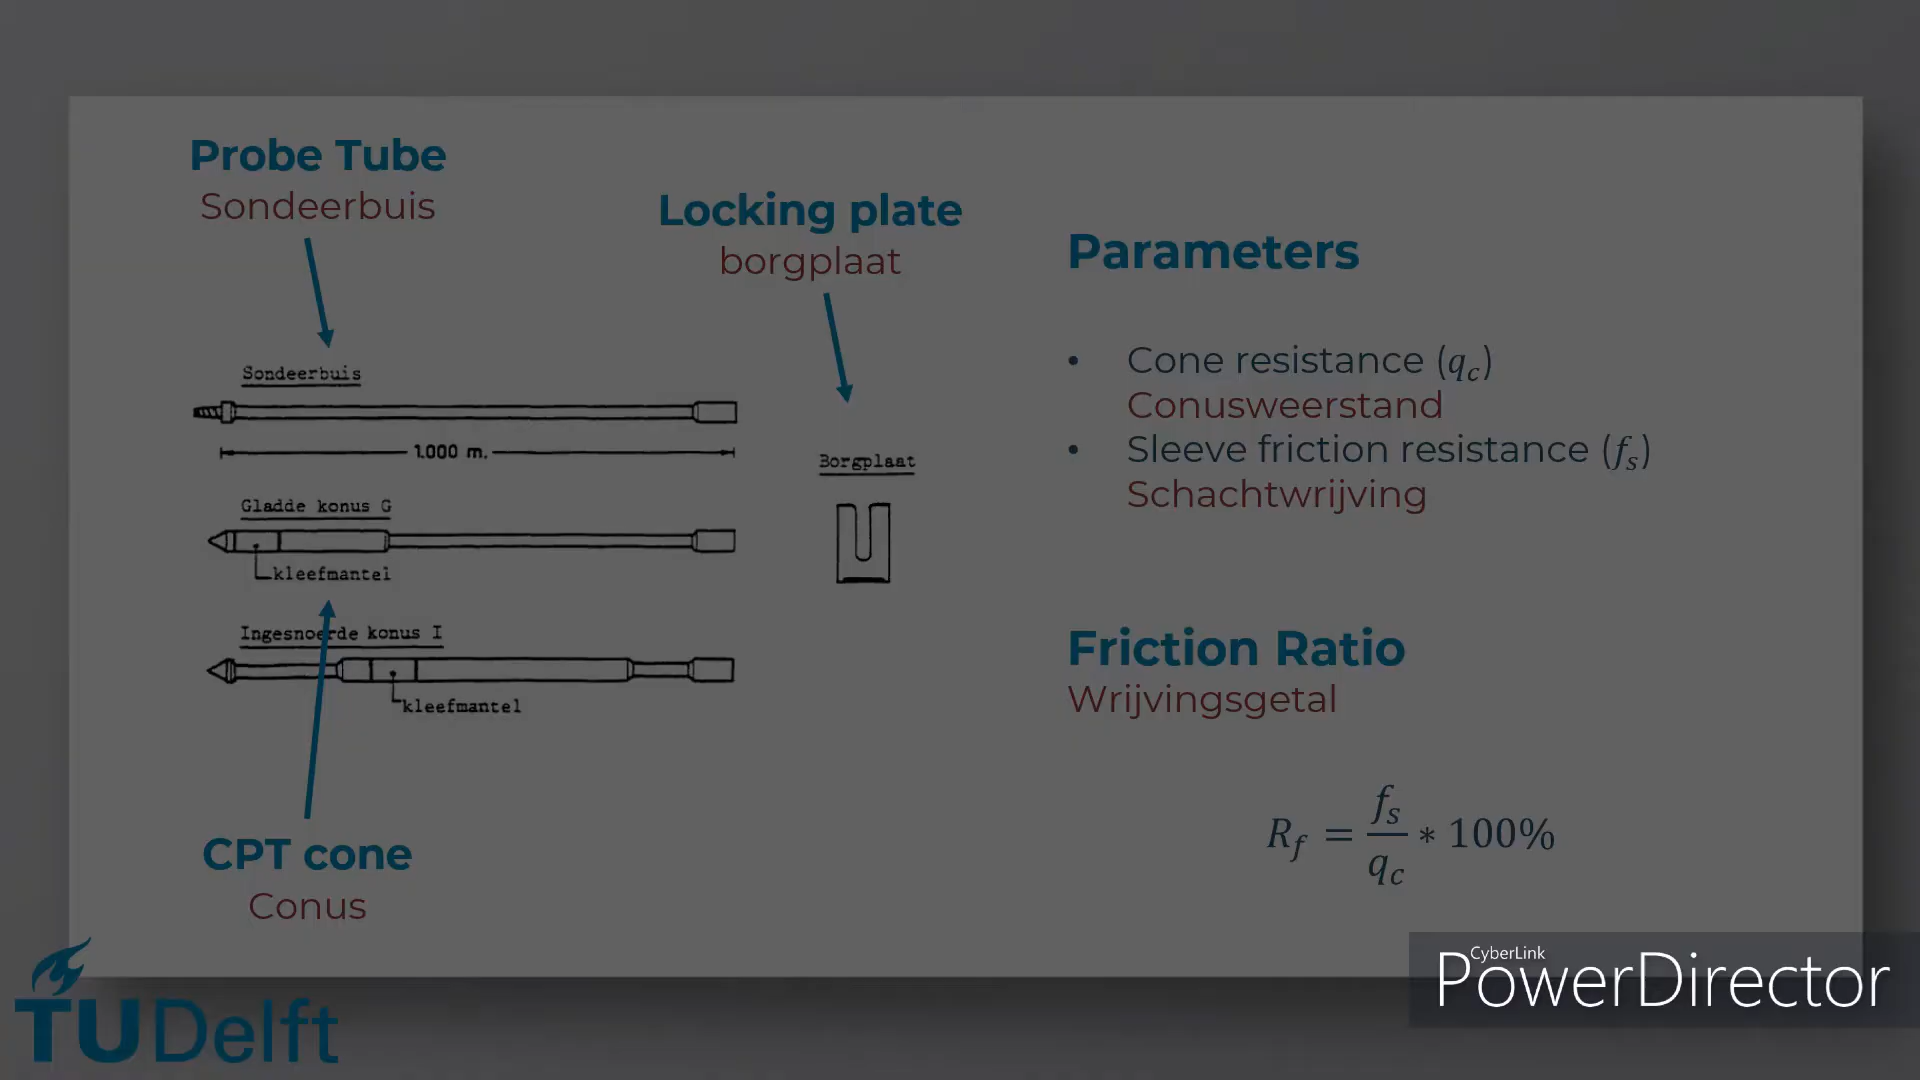 Probe Tube
Sondeerbuis
Locking plate
borgplaat
Sondeerbuis
1.000 m.
Gladde konus G
kleefmantel
Ingesnoerde konus I
kleefmantel
Borgplaat
CPT cone
Conus
Parameters
• Cone resistance (q_c)
Conusweerstand
• Sleeve friction resistance (f_s)
Schachtwrijving
Friction Ratio
Wrijvingsgetal
R_f = f_s / q_c * 100%
TUDelft
CyberLink
PowerDirector